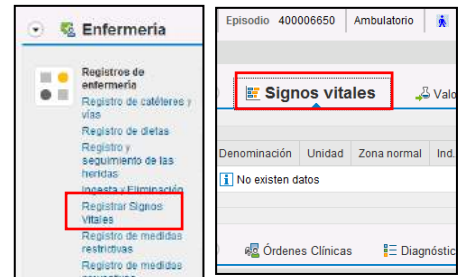 Enfermeria
Registros de
enfermería
Registro de catéteres y
vías
Registro de dietas
Registro y
seguimiento de las
heridas
Ingesta y Eliminación
Registrar Signos
Vitales
Registro de medidas
restrictivas
Registro de medidas
Episodio 400006650 Ambulatorio
Signos vitales Valo
Denominación Unidad Zona normal Ind.
No existen datos
Órdenes Clínicas Diagnóstic